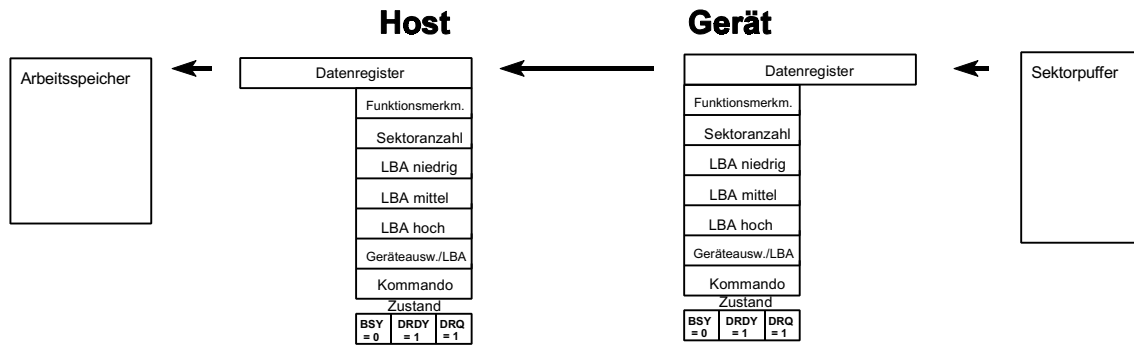 Host
Gerät
Arbeitsspeicher
Datenregister
Datenregister
Sektorpuffer
Funktionsmerkm.
Sektoranzahl
LBA niedrig
LBA mittel
LBA hoch
Geräteausw./LBA
Kommando
Zustand
BSY DRDY DRQ
= 0 = 1 = 1
Funktionsmerkm.
Sektoranzahl
LBA niedrig
LBA mittel
LBA hoch
Geräteausw./LBA
Kommando
Zustand
BSY DRDY DRQ
= 0 = 1 = 1